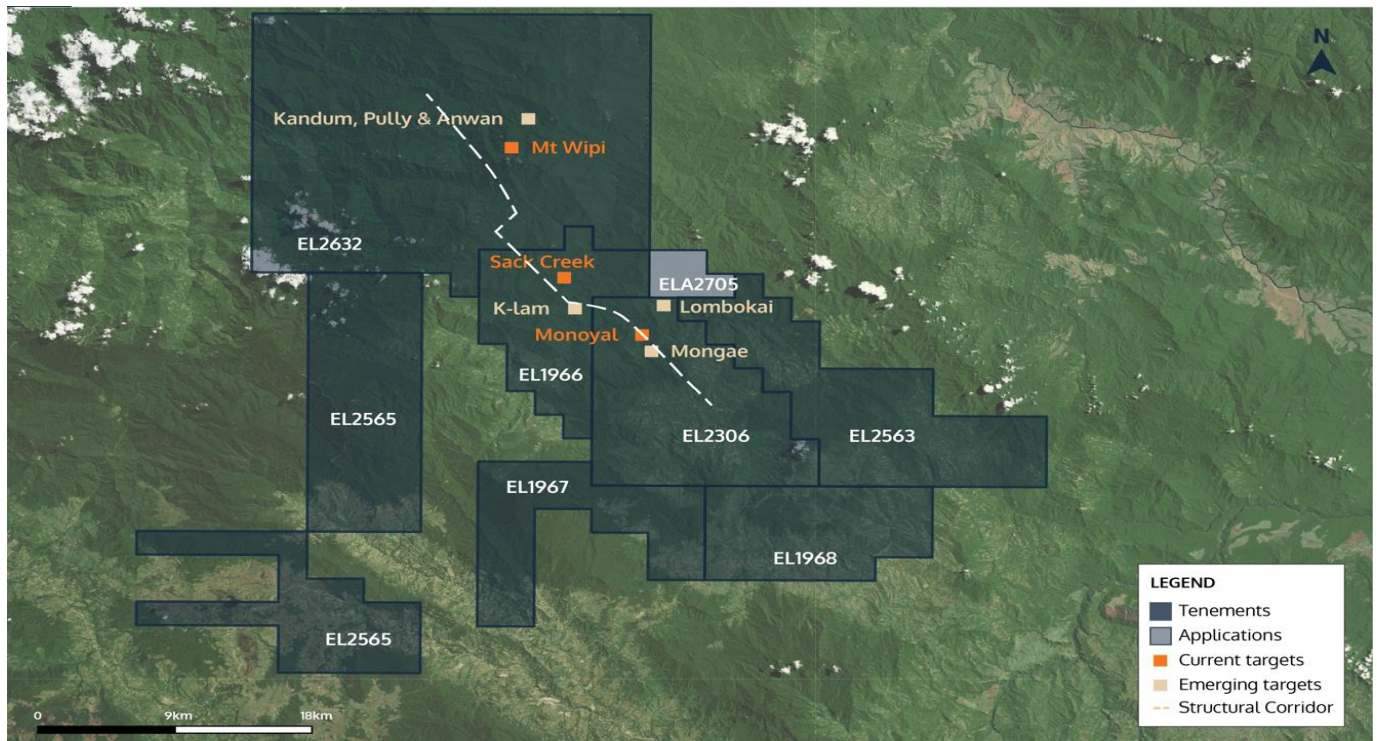 N
Kandum, Pully & Anwan
Mt Wipi
EL2632
Sack Creek
ELA2705
K-lam
Lombokai
Monoyal
Mongae
EL1966
EL2565
EL2306
EL2563
EL1967
EL1968
EL2565
LEGEND
Tenements
Applications
Current targets
Emerging targets
Structural Corridor
0
9km
18km